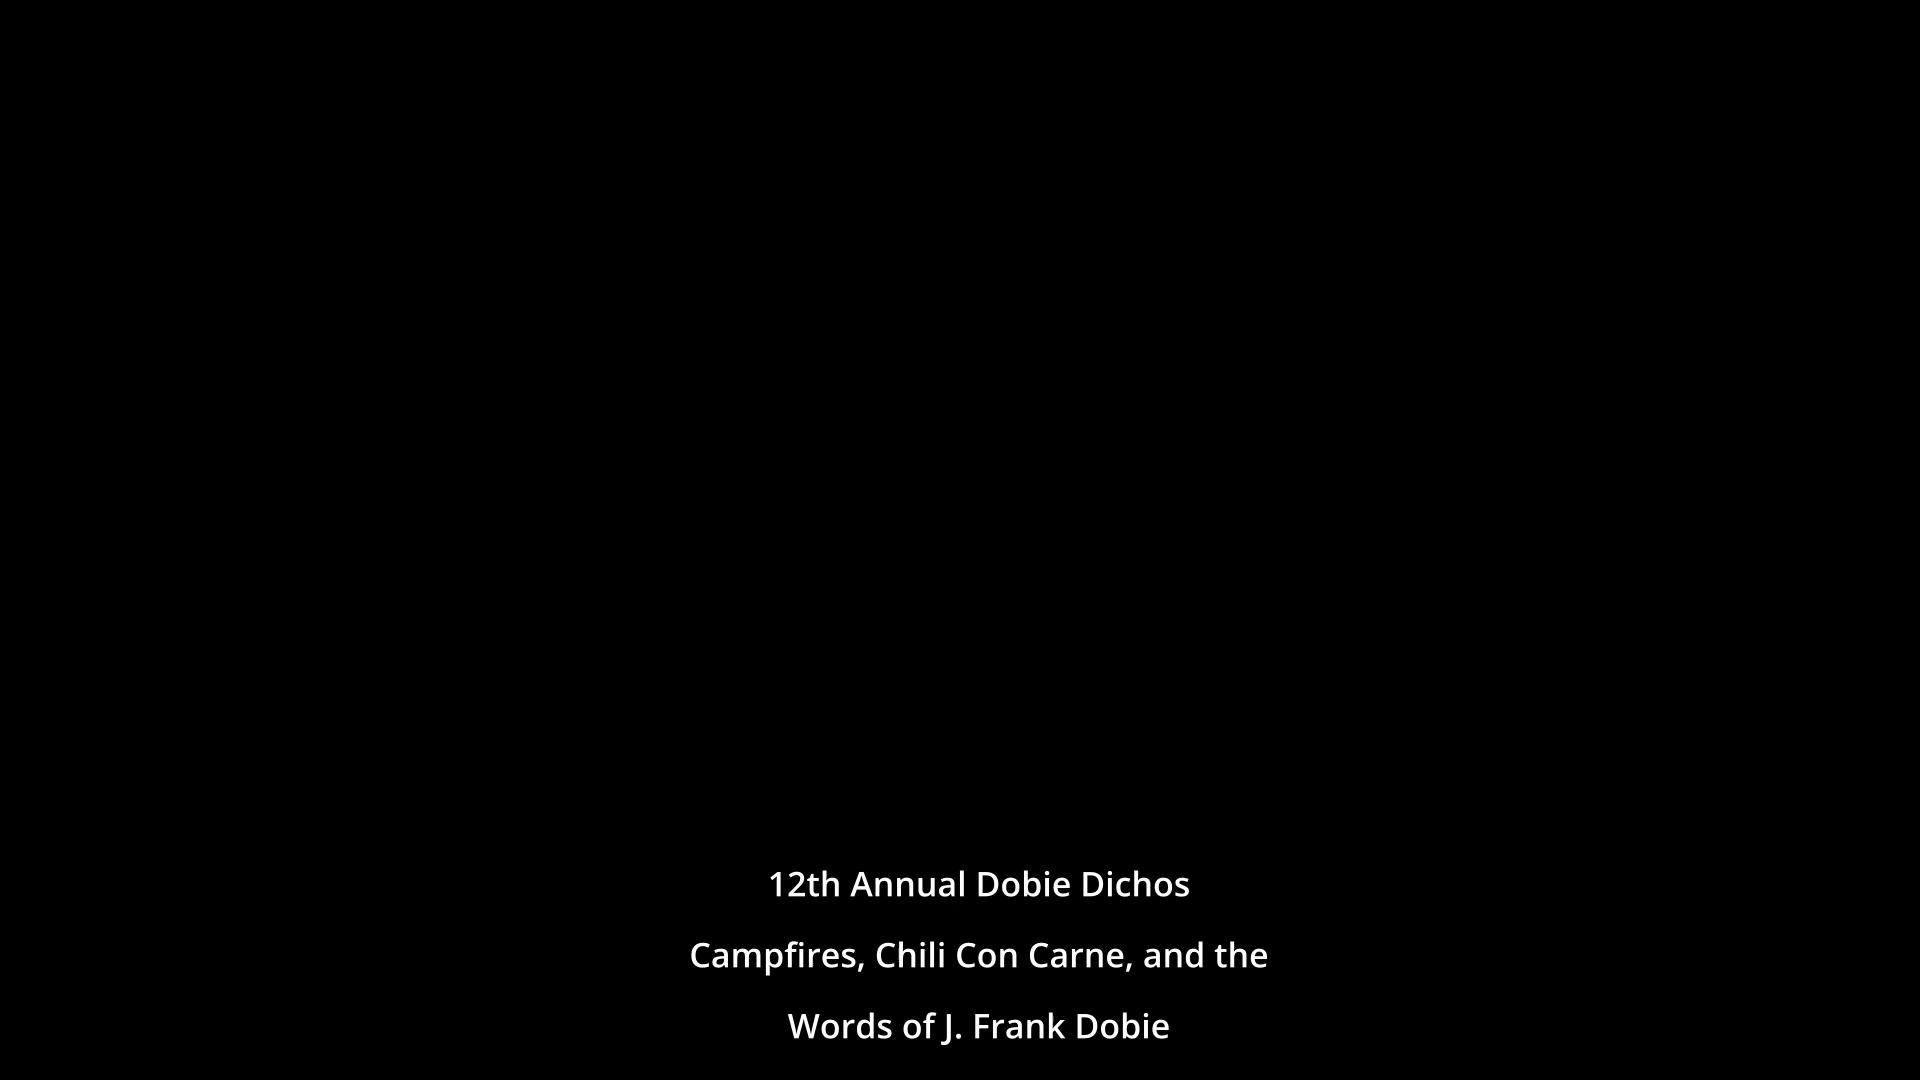 12th Annual Dobie Dichos
Campfires, Chili Con Carne, and the
Words of J. Frank Dobie